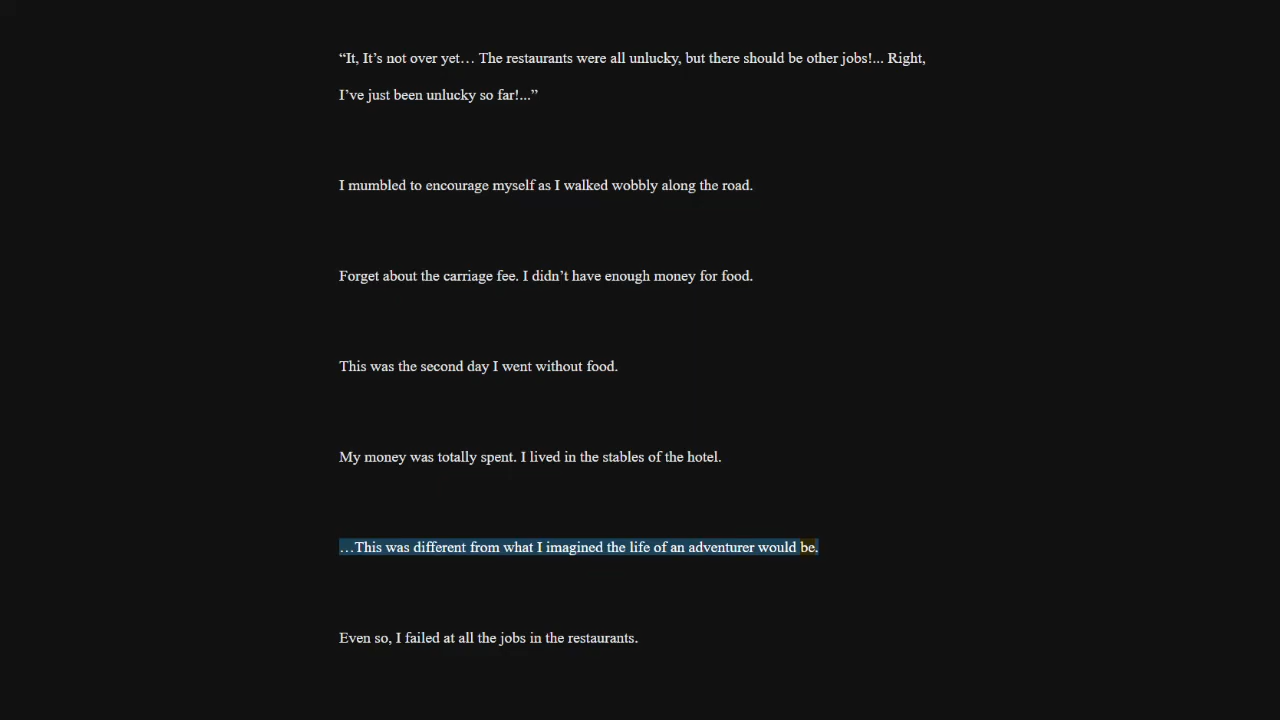 “It, It’s not over yet… The restaurants were all unlucky, but there should be other jobs!... Right,
I’ve just been unlucky so far!...”
I mumbled to encourage myself as I walked wobbly along the road.
Forget about the carriage fee. I didn’t have enough money for food.
This was the second day I went without food.
My money was totally spent. I lived in the stables of the hotel.
…This was different from what I imagined the life of an adventurer would be.
Even so, I failed at all the jobs in the restaurants.